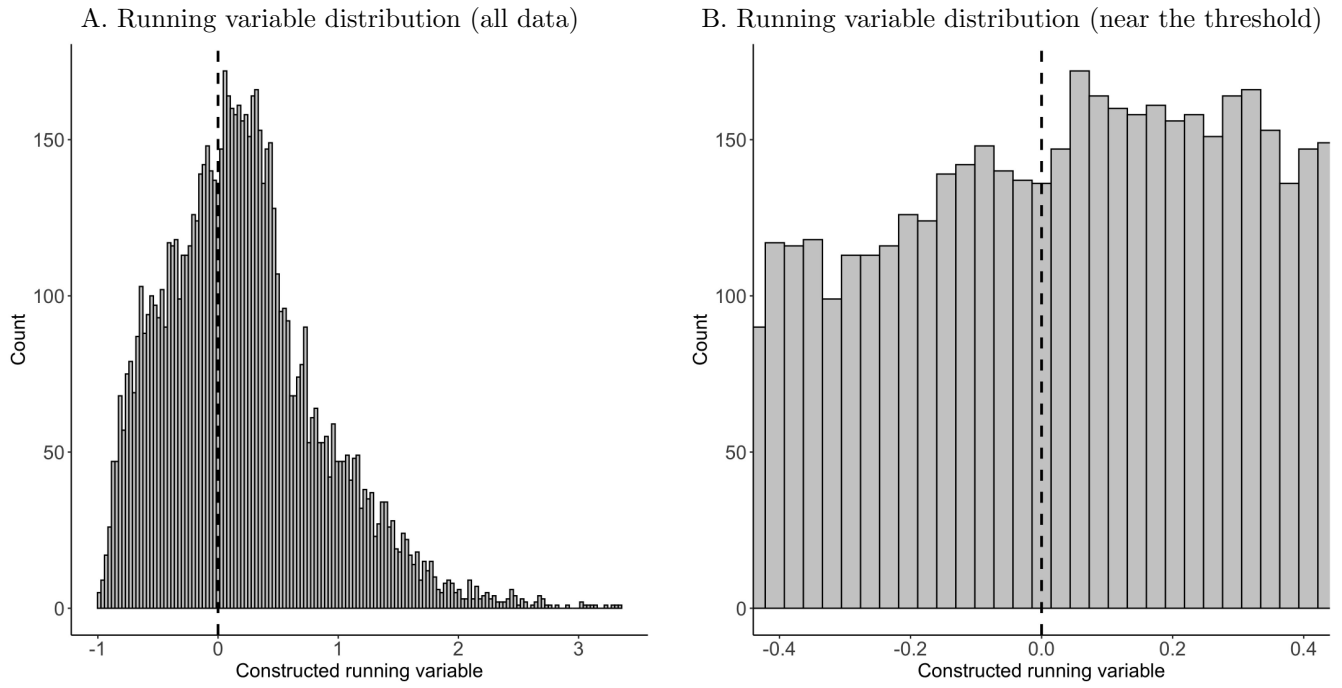 A. Running variable distribution (all data)
150
100
50
0
Count
-1 0 1 2 3
Constructed running variable
B. Running variable distribution (near the threshold)
150
100
50
0
Count
-0.4 -0.2 0.0 0.2 0.4
Constructed running variable